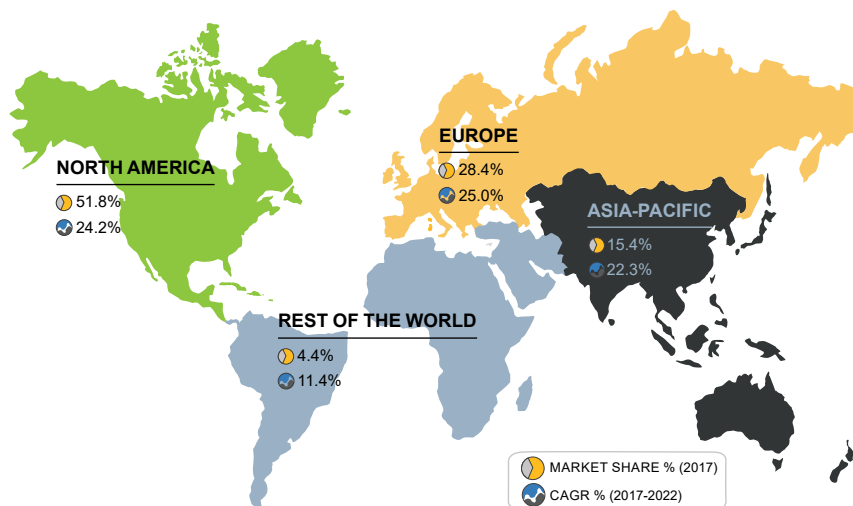 EUROPE
28.4%
25.0%
NORTH AMERICA
51.8%
24.2%
ASIA-PACIFIC
15.4%
22.3%
REST OF THE WORLD
4.4%
11.4%
MARKET SHARE % (2017)
CAGR % (2017-2022)